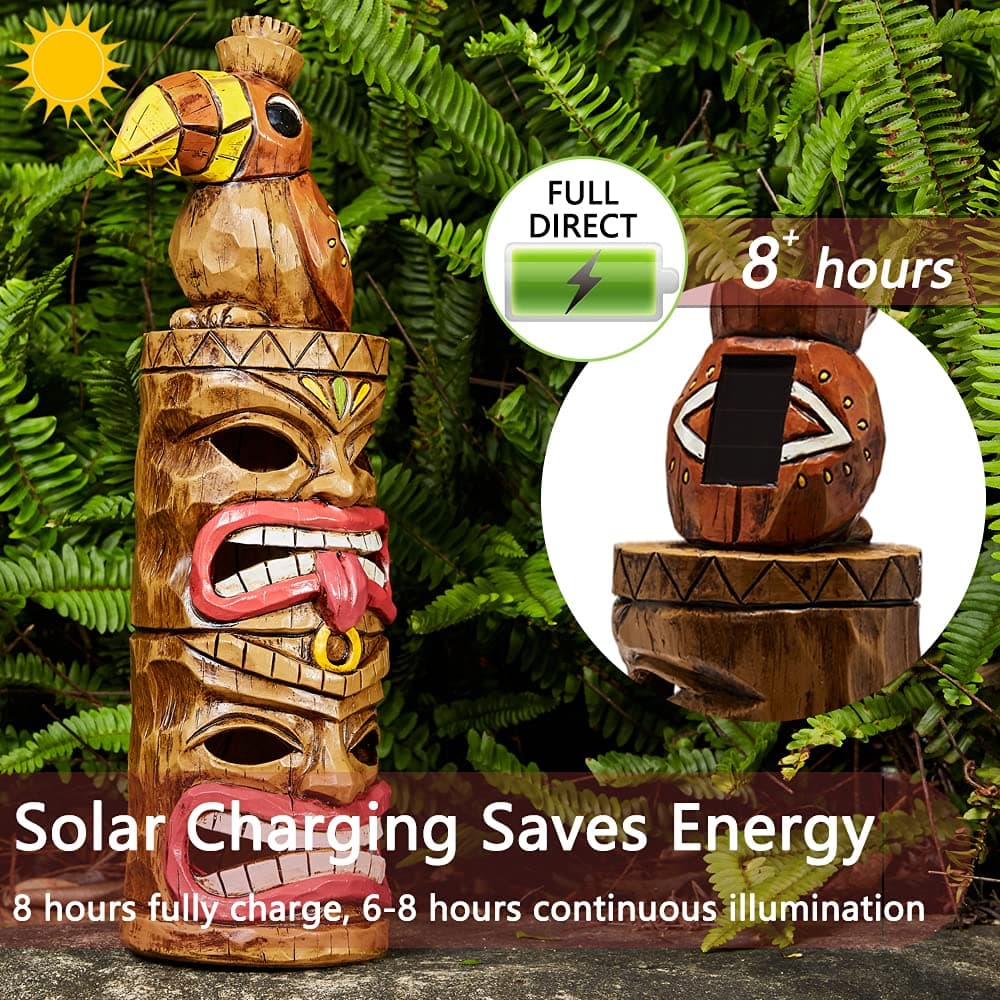 FULL
DIRECT
8+ hours
Solar Charging Saves Energy
8 hours fully charge, 6-8 hours continuous illumination